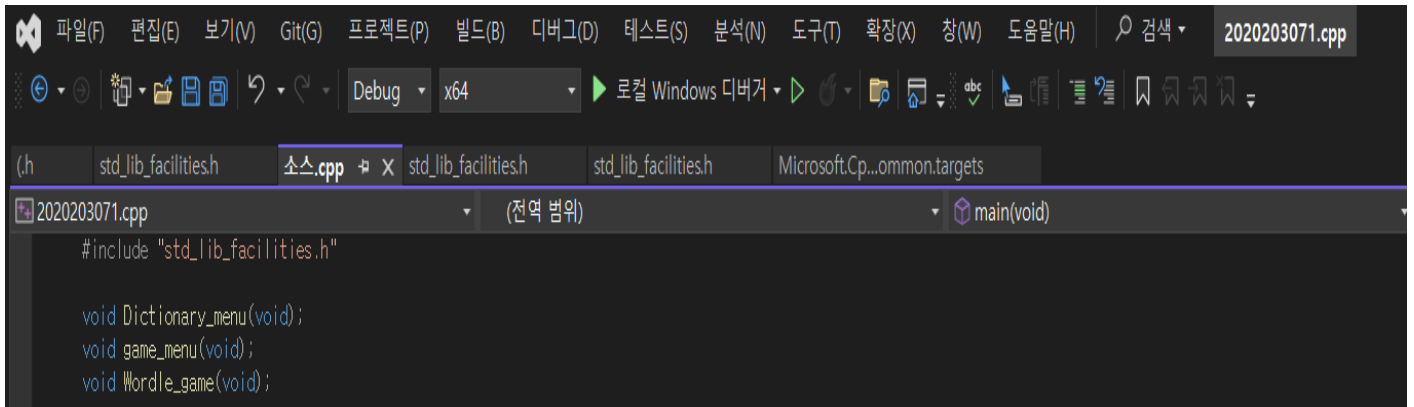 파일(F) 편집(E) 보기(V) Git(G) 프로젝트(P) 빌드(B) 디버그(D) 테스트(S) 분석(N) 도구(T) 확장(X) 창(W) 도움말(H) 검색 2020203071.cpp
Debug x64 로컬 Windows 디버거 abc
(.h std_lib_facilities.h 소스.cpp std_lib_facilities.h std_lib_facilities.h Microsoft.Cp...ommon.targets
2020203071.cpp (전역 범위) main(void)
#include "std_lib_facilities.h"
void Dictionary_menu(void);
void game_menu(void);
void Wordle_game(void);